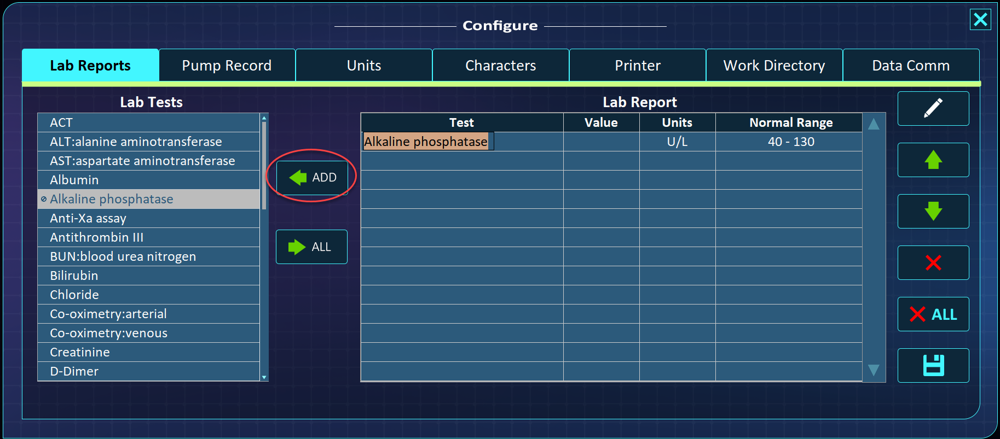 Configure
Lab Reports Pump Record Units Characters Printer Work Directory Data Comm
Lab Tests
ACT
ALT:alanine aminotransferase
AST:aspartate aminotransferase
Albumin
Alkaline phosphatase
Anti-Xa assay
Antithrombin III
BUN:blood urea nitrogen
Bilirubin
Chloride
Co-oximetry:arterial
Co-oximetry:venous
Creatinine
D-Dimer
ADD
ALL
Lab Report
Test Value Units Normal Range
Alkaline phosphatase U/L 40 - 130
ALL